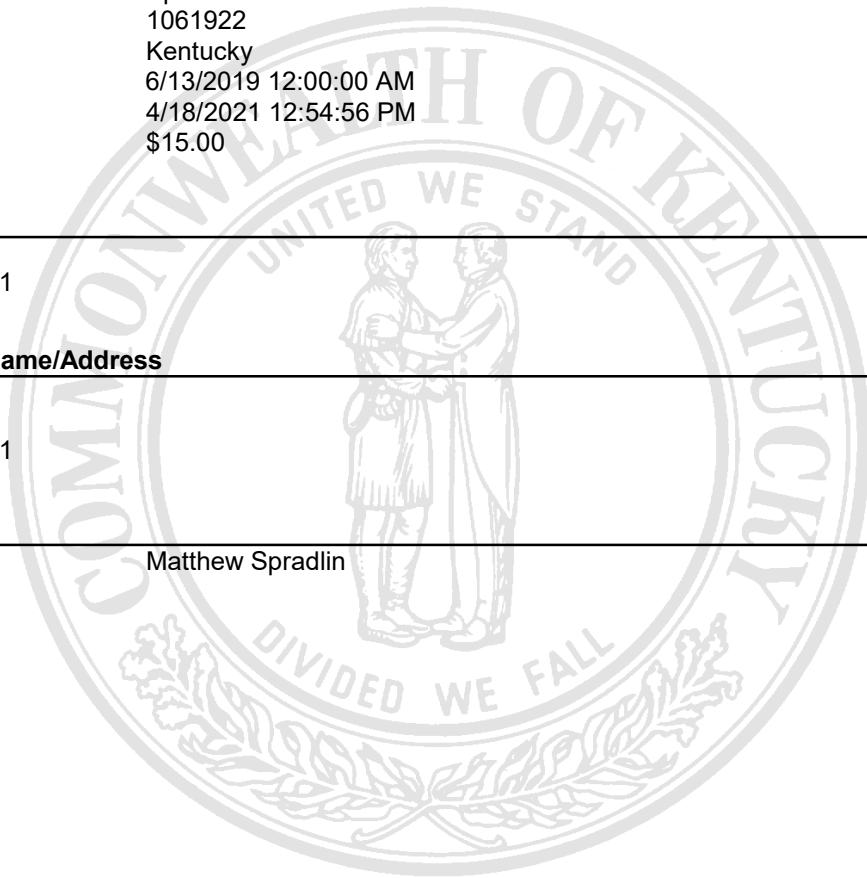 1061922
Kentucky
6/13/2019 12:00:00 AM
4/18/2021 12:54:56 PM
$15.00
COMMONWEALTH OF KENTUCKY
UNITED WE STAND
1
ame/Address
1
Matthew Spradlin
DIVIDED WE FALL